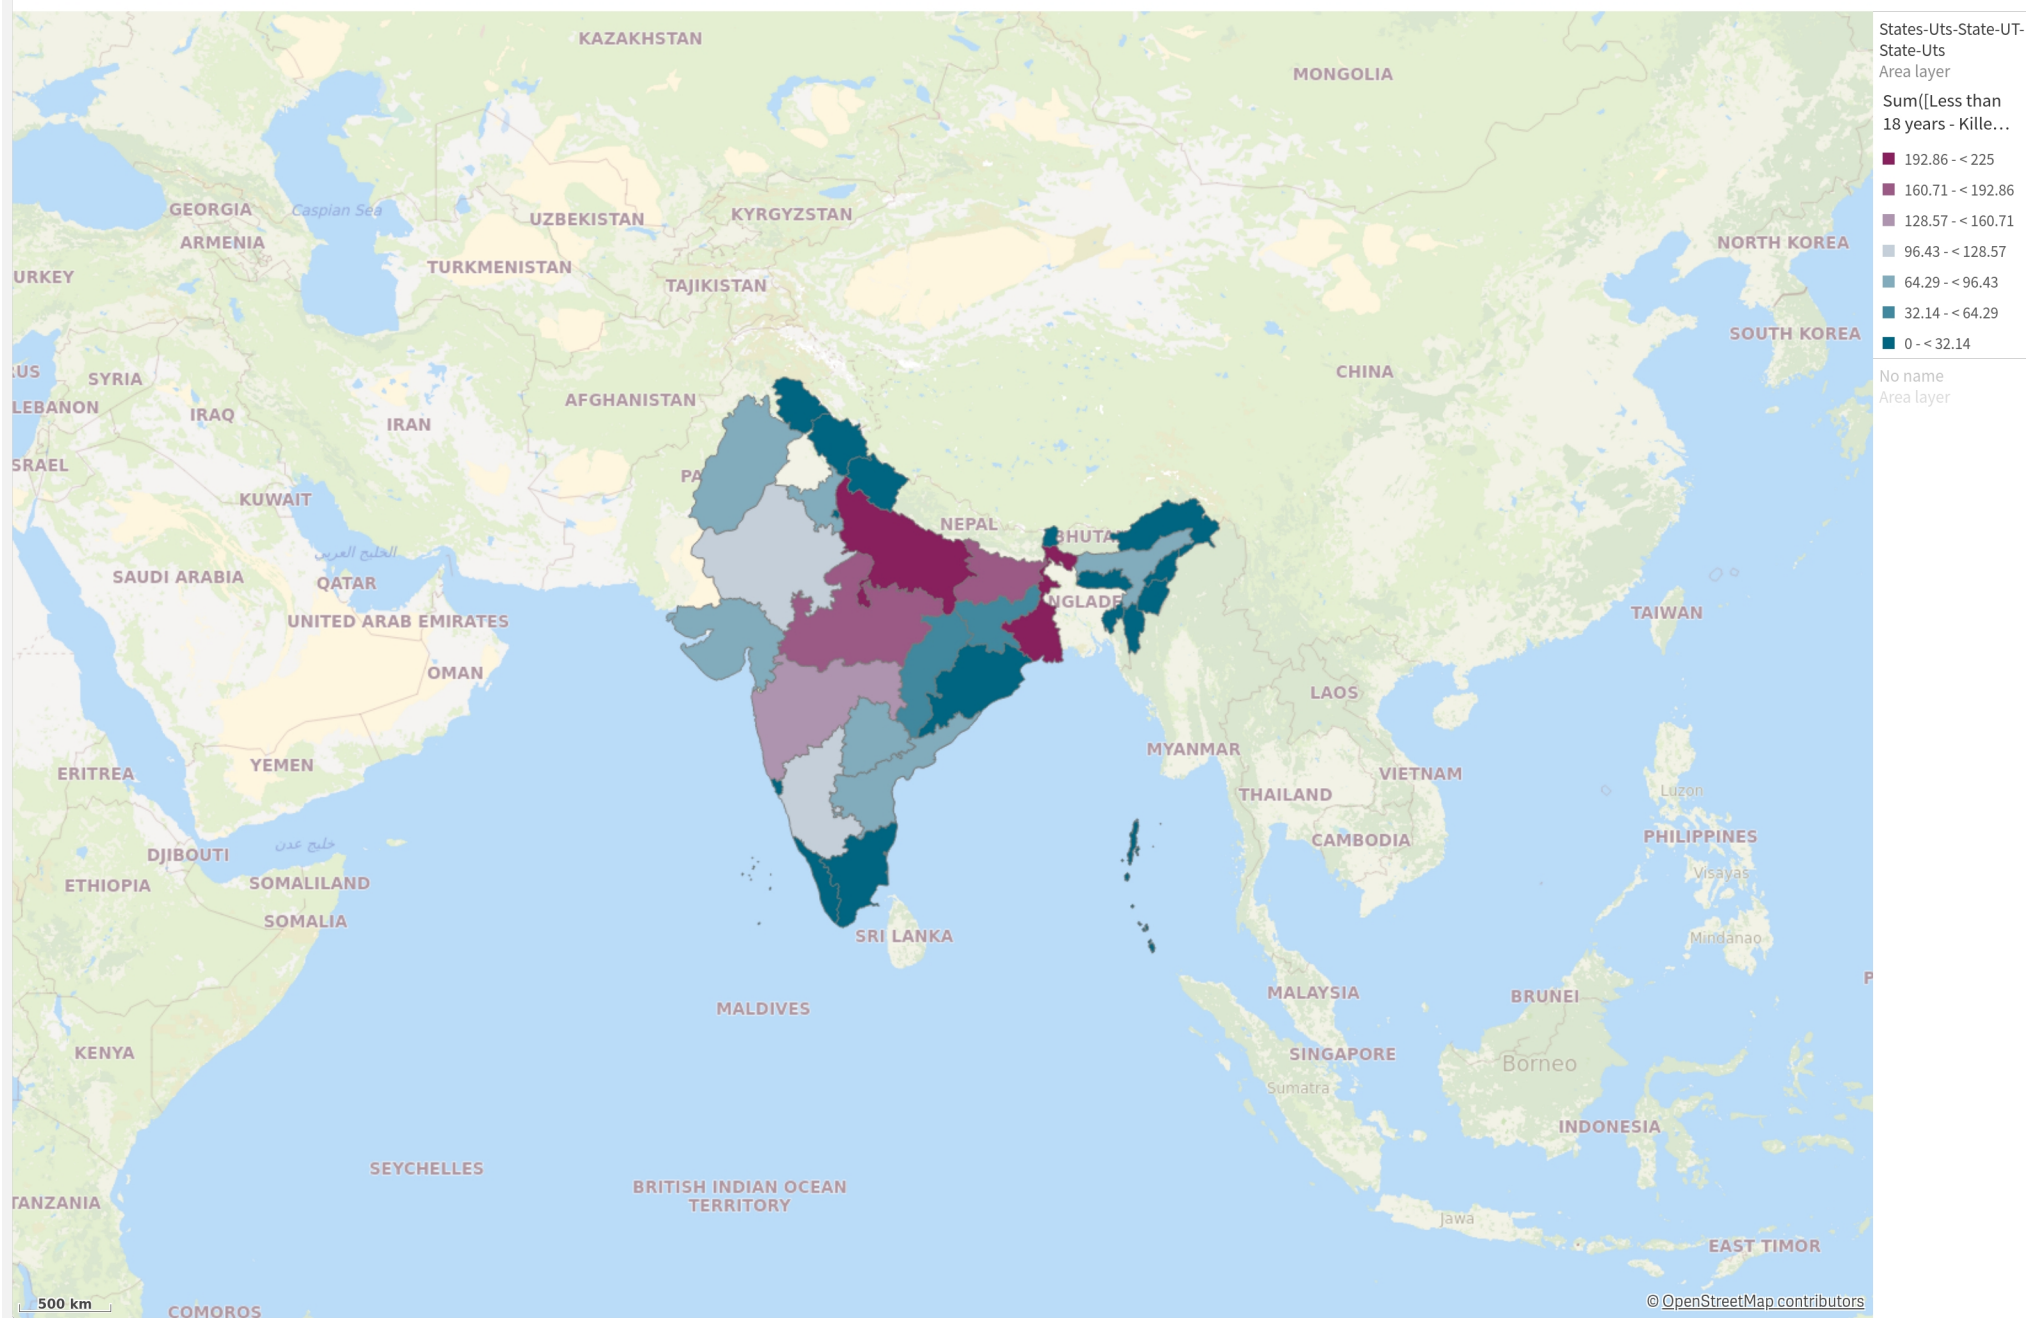 KAZAKHSTAN
MONGOLIA
GEORGIA
Caspian Sea
ARMENIA
UZBEKISTAN
KYRGYZSTAN
NORTH KOREA
URKEY
TURKMENISTAN
TAJIKISTAN
SOUTH KOREA
RUS
SYRIA
CHINA
LEBANON
IRAQ
AFGHANISTAN
IRAN
SRAEL
PA
KUWAIT
NEPAL
BHUTA
الخليج العربي
SAUDI ARABIA
QATAR
NGLADE
UNITED ARAB EMIRATES
TAIWAN
OMAN
LAOS
MYANMAR
YEMEN
ERITREA
VIETNAM
THAILAND
Luzon
PHILIPPINES
CAMBODIA
خليج عدن
DJIBOUTI
Visayas
ETHIOPIA
SOMALILAND
SOMALIA
SRI LANKA
Mindanao
P
MALAYSIA
BRUNEI
MALDIVES
KENYA
SINGAPORE
Borneo
Sumatra
INDONESIA
SEYCHELLES
BRITISH INDIAN OCEAN
TERRITORY
TANZANIA
Jawa
EAST TIMOR
500 km
COMOROS
© OpenStreetMap contributors
States-Uts-State-UT-
State-Uts
Area layer
Sum([Less than
18 years - Kille…
192.86 - < 225
160.71 - < 192.86
128.57 - < 160.71
96.43 - < 128.57
64.29 - < 96.43
32.14 - < 64.29
0 - < 32.14
No name
Area layer